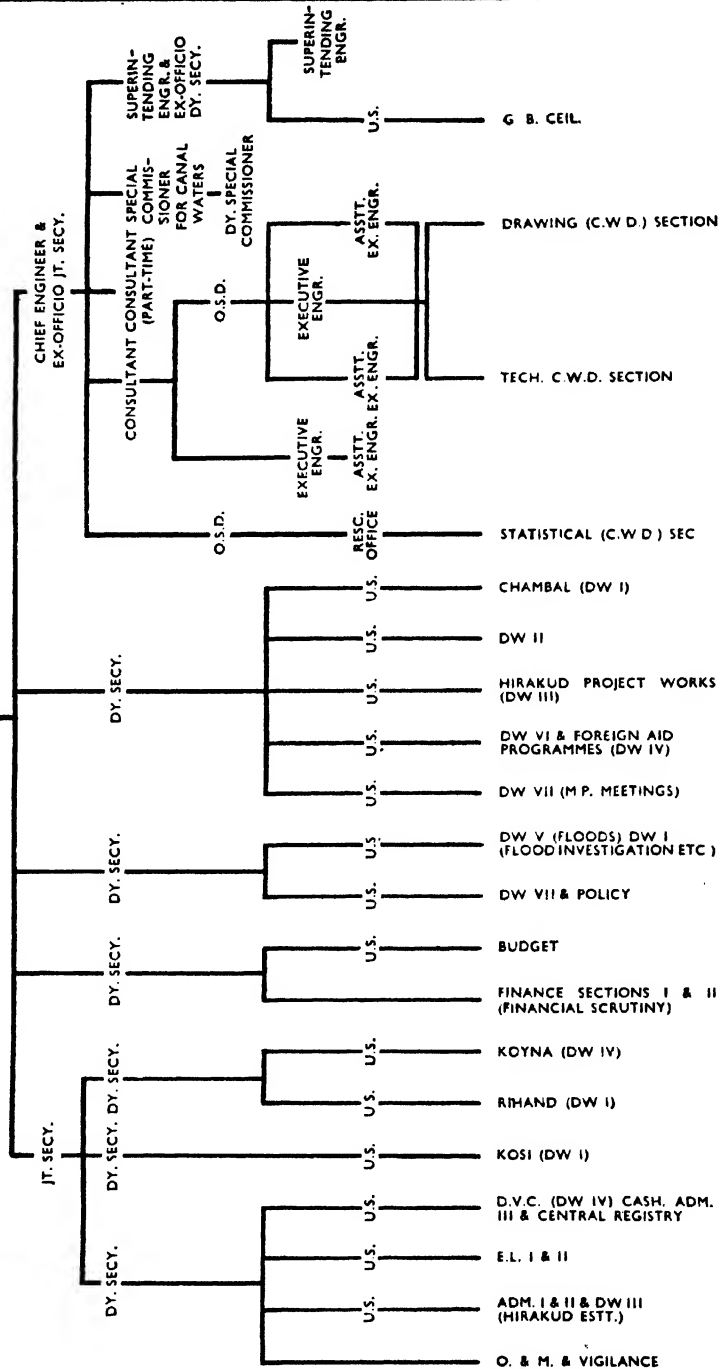 CHIEF ENGINEER &
EX-OFFICIO JT. SECY.
JT. SECY.
SUPERIN-
TENDING
ENGR. &
EX-OFFICIO
DY. SECY.
CONSULTANT CONSULTANT SPECIAL
(PART-TIME) COMMIS-
SIONER
FOR CANAL
WATERS
DY. SPECIAL
COMMISSIONER
SUPERIN-
TENDING
ENGR.
O.S.D.
O.S.D.
DY. SECY.
DY. SECY.
DY. SECY.
DY. SECY.
DY. SECY.
DY. SECY.
EXECUTIVE
ENGR.
EXECUTIVE
ENGR.
U.S.
ASSTT.
EX. ENGR.
ASSTT.
EX. ENGR.
ASSTT.
EX. ENGR.
RESC.
OFFICE
U.S.
U.S.
U.S.
U.S.
U.S.
U.S.
U.S.
U.S.
U.S.
U.S.
U.S.
U.S.
U.S.
U.S.
G B. CEIL.
DRAWING (C.W D.) SECTION
TECH. C.W.D. SECTION
STATISTICAL (C.W D ) SEC
CHAMBAL (DW I)
DW II
HIRAKUD PROJECT WORKS
(DW III)
DW VI & FOREIGN AID
PROGRAMMES (DW IV)
DW VII (M P. MEETINGS)
DW V (FLOODS) DW I
(FLOOD INVESTIGATION ETC )
DW VII & POLICY
BUDGET
FINANCE SECTIONS I & II
(FINANCIAL SCRUTINY)
KOYNA (DW IV)
RIHAND (DW I)
KOSI (DW I)
D.V.C. (DW IV) CASH. ADM.
III & CENTRAL REGISTRY
E.L. I & II
ADM. I & II & DW III
(HIRAKUD ESTT.)
O. & M. & VIGILANCE